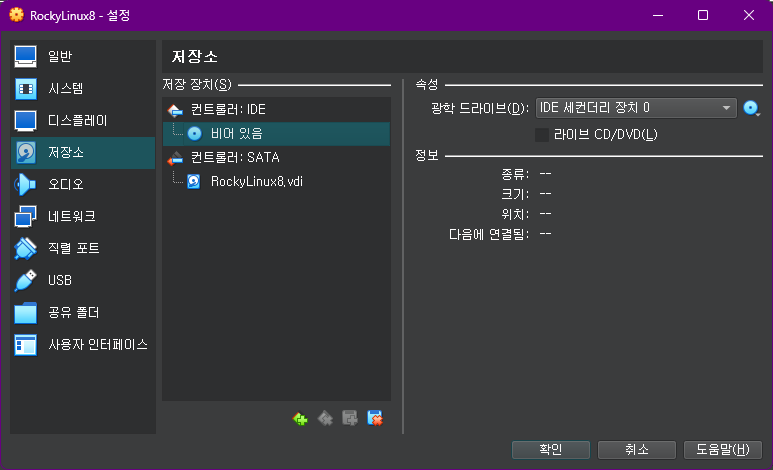 RockyLinux8 - 설정
일반
시스템
디스플레이
저장소
오디오
네트워크
직렬 포트
USB
공유 폴더
사용자 인터페이스
저장소
저장 장치(S)
컨트롤러: IDE
비어 있음
컨트롤러: SATA
RockyLinux8.vdi
속성
광학 드라이브(D): IDE 세컨더리 장치 0
라이브 CD/DVD(L)
정보
종류: --
크기: --
위치: --
다음에 연결됨: --
확인 취소 도움말(H)